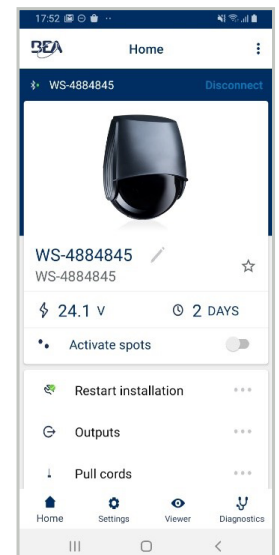 17:52
BEA
Home
WS-4884845
Disconnect
WS-4884845
WS-4884845
24.1 V
2 DAYS
Activate spots
Restart installation
Outputs
Pull cords
Home
Settings
Viewer
Diagnostics